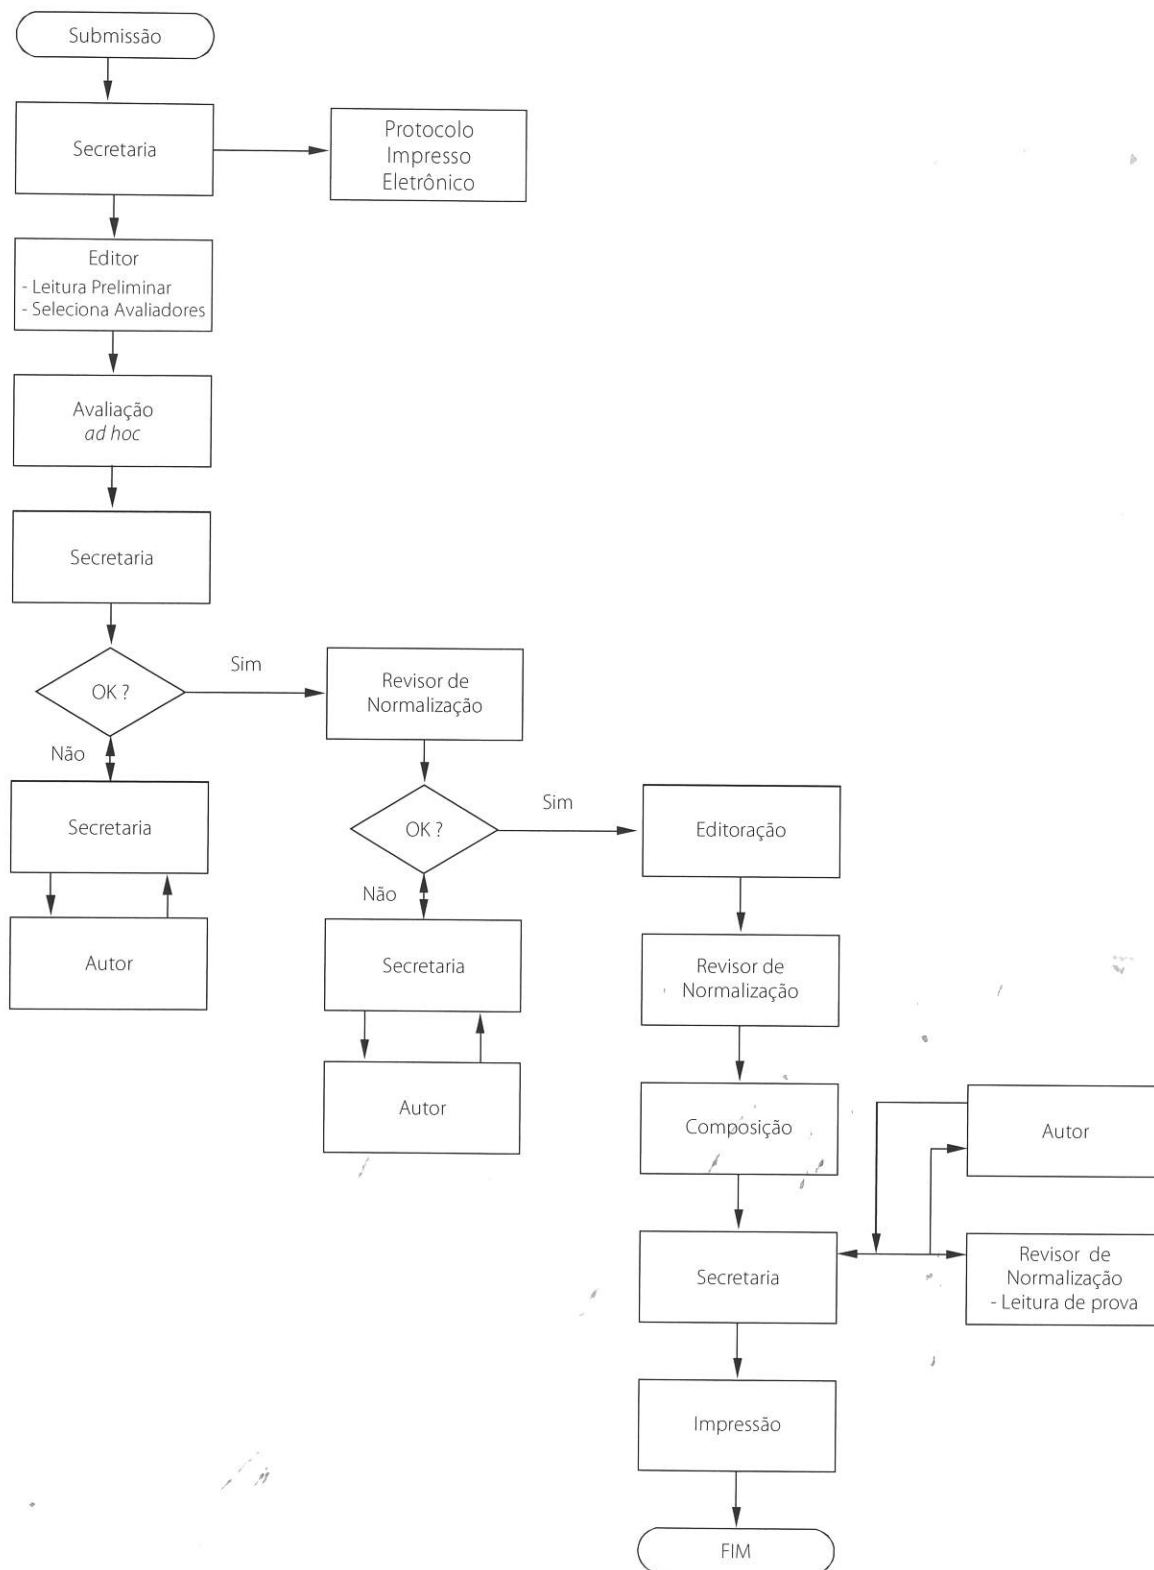 Submissão
Secretaria
Protocolo
Impresso
Eletrônico
Editor
- Leitura Preliminar
- Seleciona Avaliadores
Avaliação
ad hoc
Secretaria
OK ?
Sim
Revisor de
Normalização
Não
Secretaria
Autor
OK ?
Sim
Editoração
Não
Secretaria
Autor
Revisor de
Normalização
Composição
Autor
Secretaria
Revisor de
Normalização
- Leitura de prova
Impressão
FIM